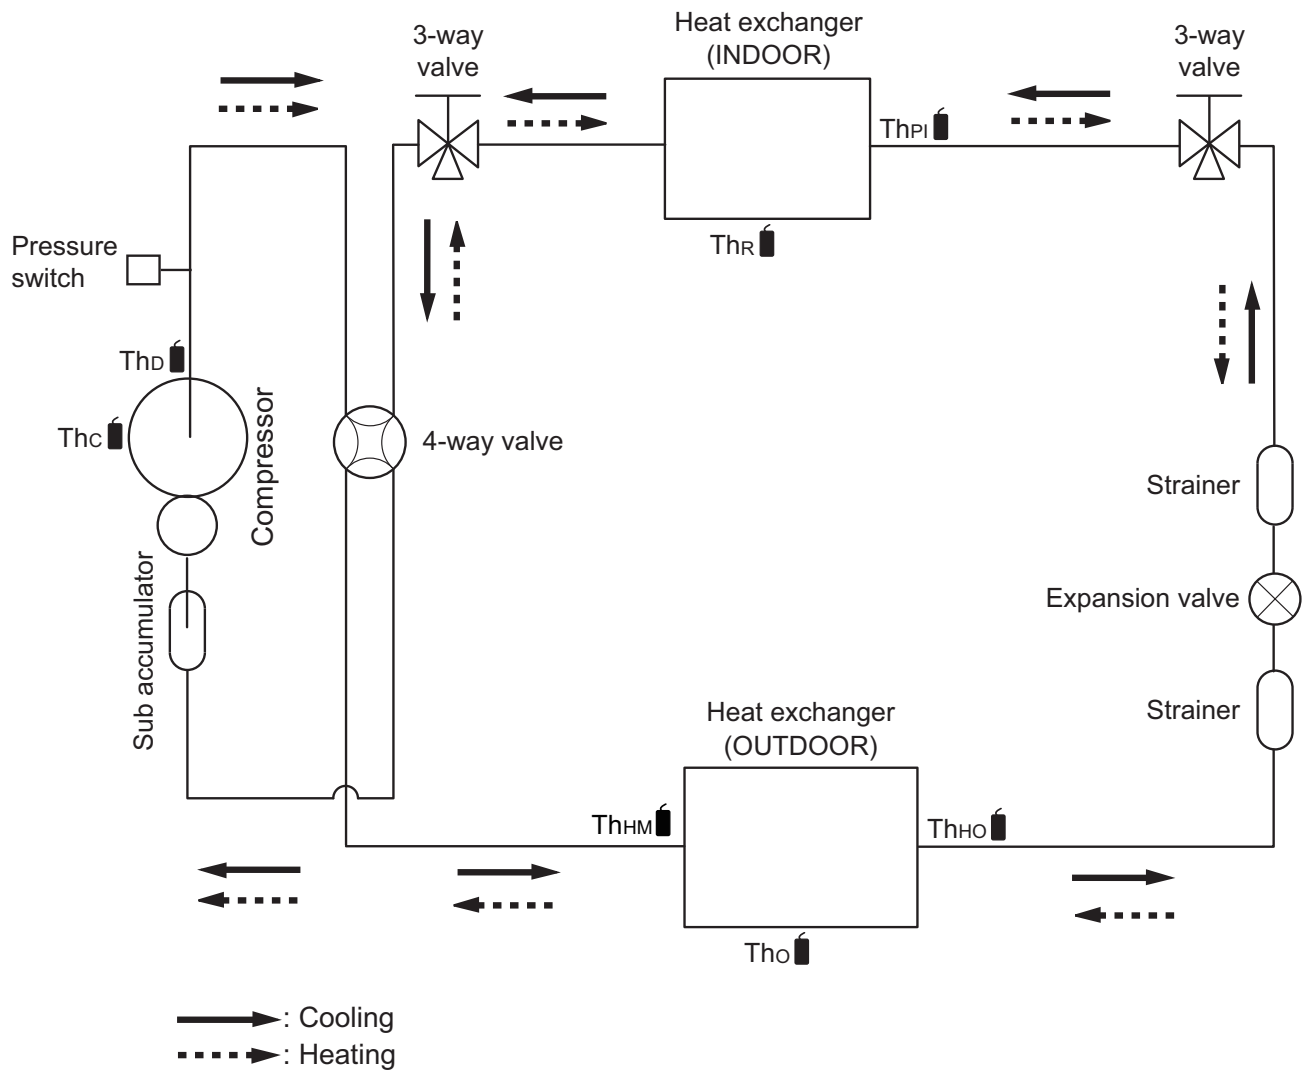 Heat exchanger
(INDOOR)
3-way
valve
3-way
valve
ThPI
ThR
Pressure
switch
ThD
ThC
Compressor
4-way valve
Strainer
Sub accumulator
Expansion valve
Strainer
Heat exchanger
(OUTDOOR)
ThHM
ThHO
ThO
: Cooling
: Heating